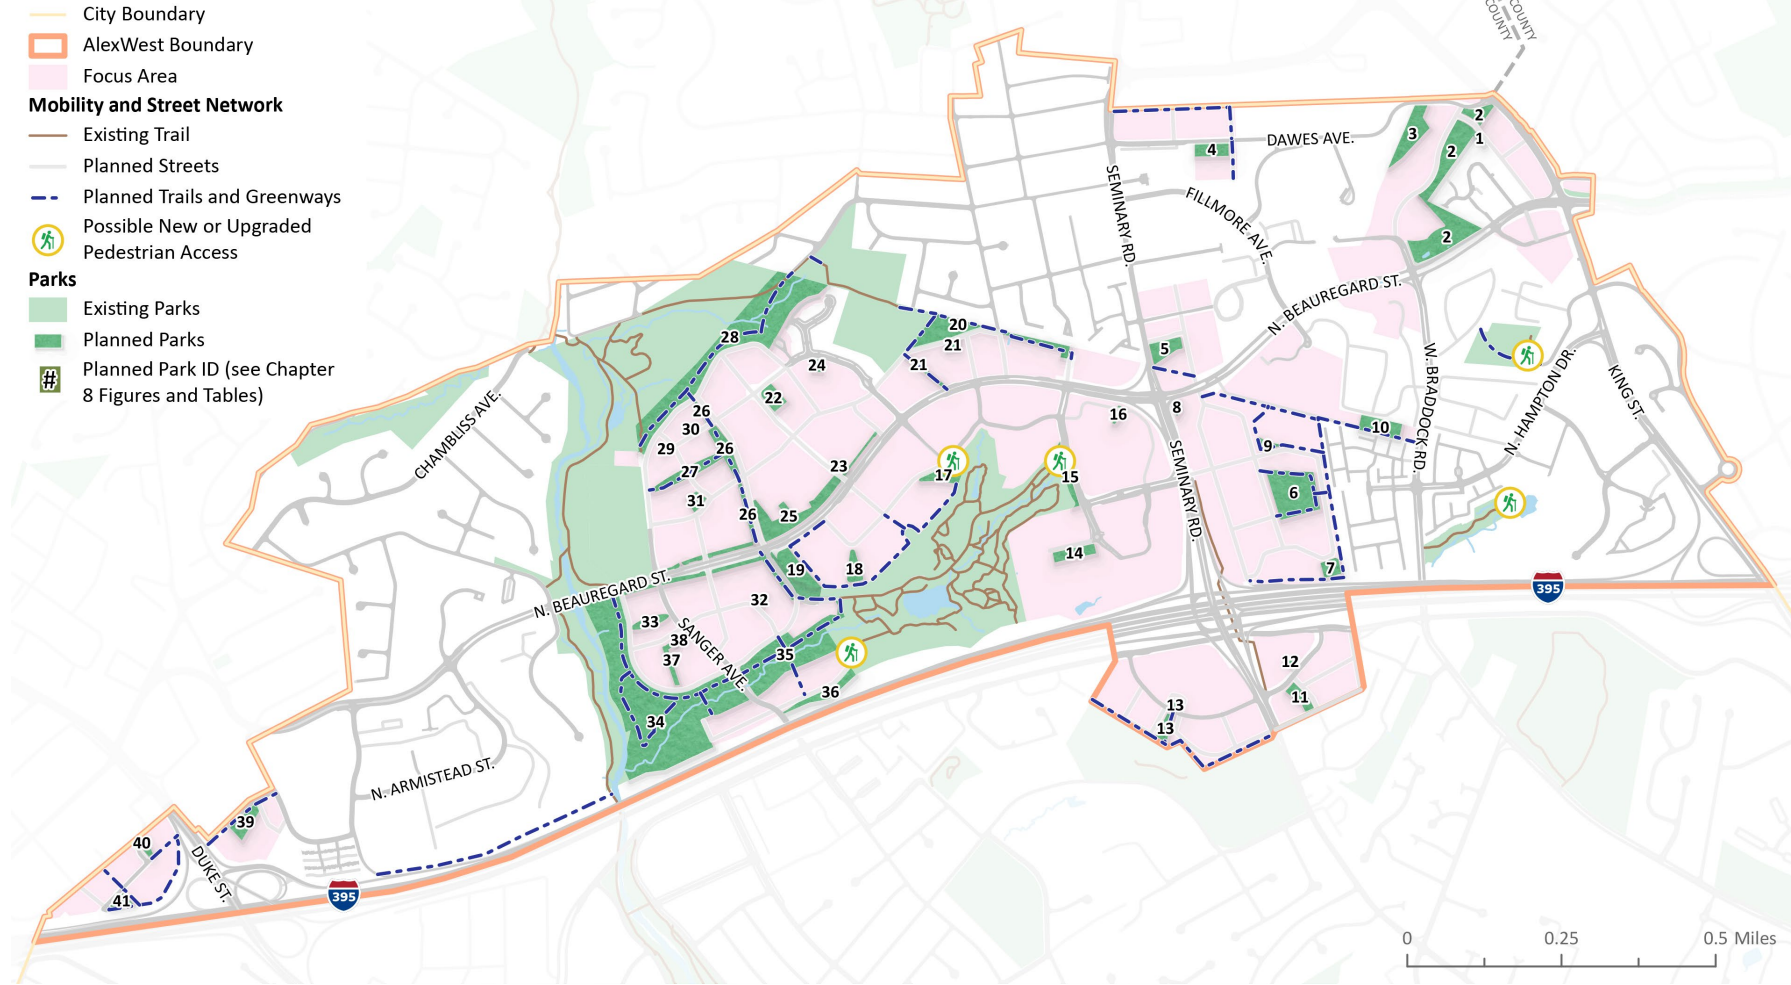 City Boundary
AlexWest Boundary
Focus Area
Mobility and Street Network
Existing Trail
Planned Streets
Planned Trails and Greenways
Possible New or Upgraded
Pedestrian Access
Parks
Existing Parks
Planned Parks
# Planned Park ID (see Chapter
8 Figures and Tables)
COUNTY
COUNTY
DAWES AVE.
SEMINARY RD.
FILLMORE AVE.
N. BEAUREGARD ST.
W. BRADDOCK RD.
N. HAMPTON DR.
KING ST.
CHAMBLISS AVE.
SEMINARY RD.
N. BEAUREGARD ST.
SANGER AVE.
N. ARMISTEAD ST.
DUKE ST.
395
395
2
1
3
2
4
2
20
21
21
5
28
24
22
16
8
26
30
10
29
26
9
27
23
17
15
31
6
26
25
14
19
18
7
32
33
38
37
35
12
36
11
34
13
13
39
40
41
0 0.25 0.5 Miles